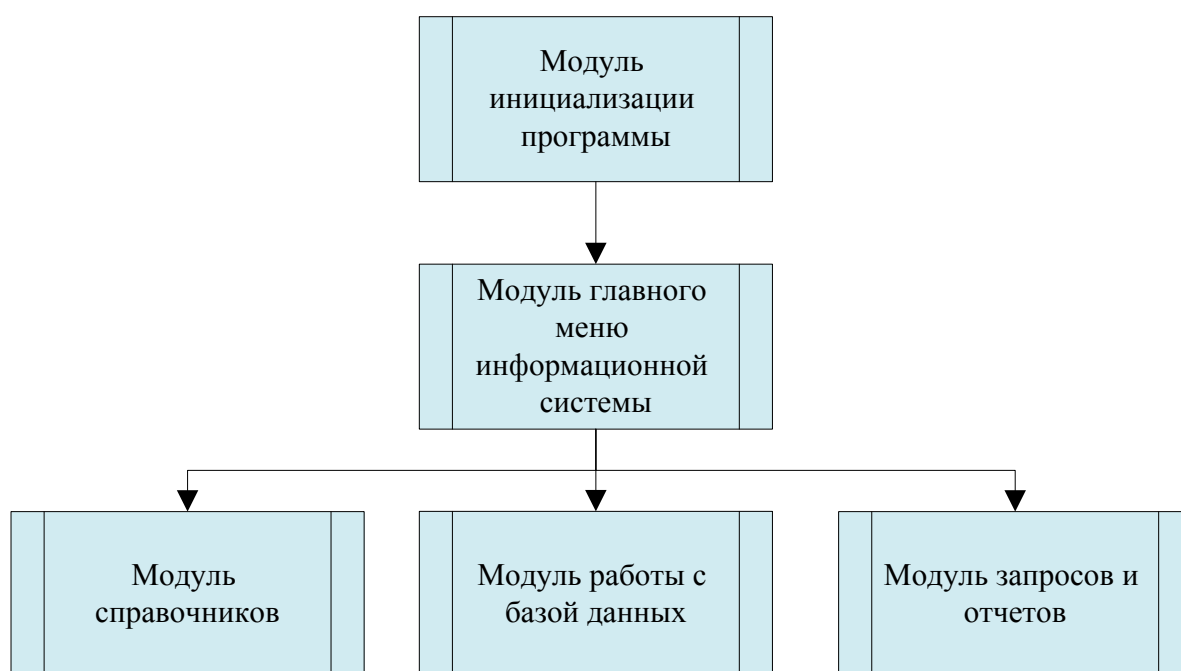 Модуль
инициализации
программы
Модуль главного
меню
информационной
системы
Модуль
справочников
Модуль работы с
базой данных
Модуль запросов и
отчетов